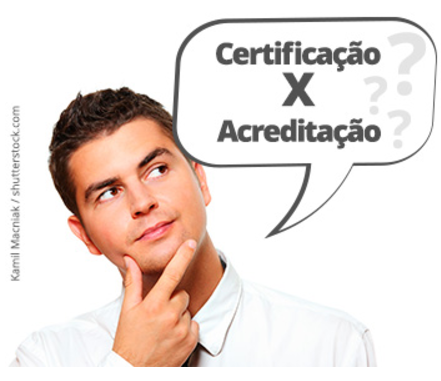 Certificação ?
X ?
Acreditação ?
Kamil Macniak / shutterstock.com